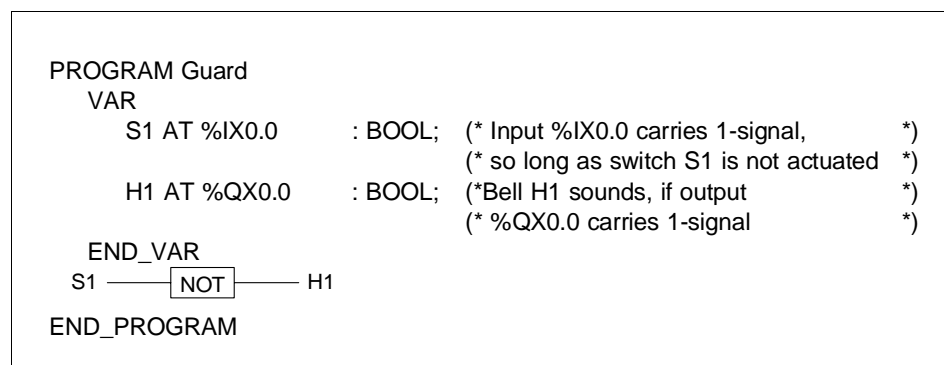 PROGRAM Guard
VAR
S1 AT %IX0.0 : BOOL; (* Input %IX0.0 carries 1-signal, *)
(* so long as switch S1 is not actuated *)
H1 AT %QX0.0 : BOOL; (*Bell H1 sounds, if output *)
(* %QX0.0 carries 1-signal *)
END_VAR
S1 NOT H1
END_PROGRAM